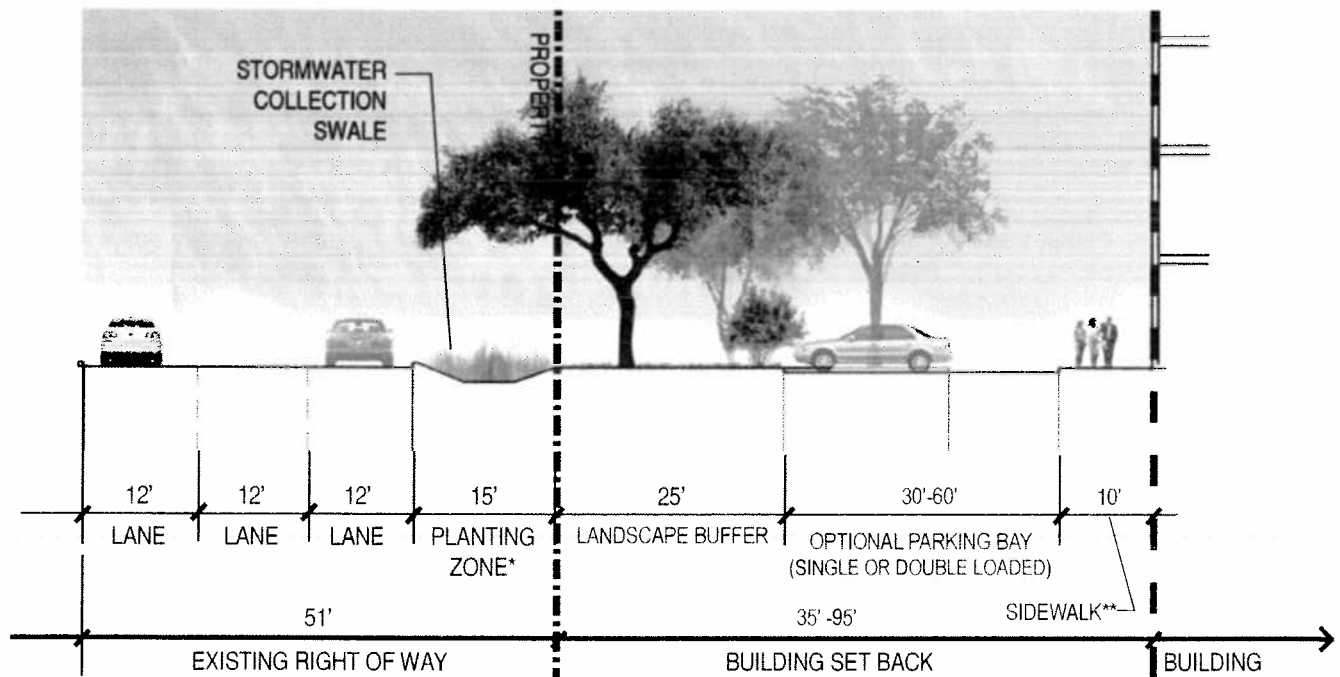 PROPERTY
STORMWATER
COLLECTION
SWALE
12'
12'
12'
15'
25'
30'-60'
10'
LANE
LANE
LANE
PLANTING
ZONE*
LANDSCAPE BUFFER
OPTIONAL PARKING BAY
(SINGLE OR DOUBLE LOADED)
SIDEWALK**
51'
35' -95'
EXISTING RIGHT OF WAY
BUILDING SET BACK
BUILDING